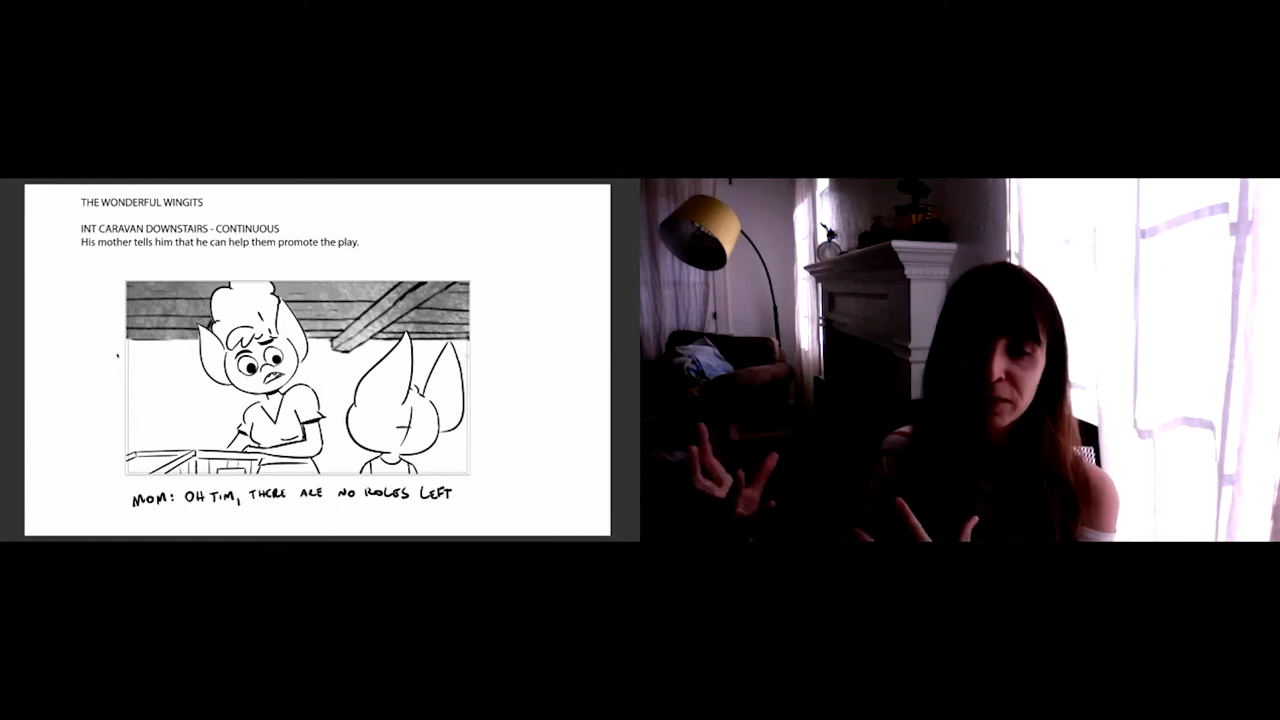 THE WONDERFUL WINGITS
INT CARAVAN DOWNSTAIRS - CONTINUOUS
His mother tells him that he can help them promote the play.
MOM: OH TIM, THERE ARE NO ROLES LEFT